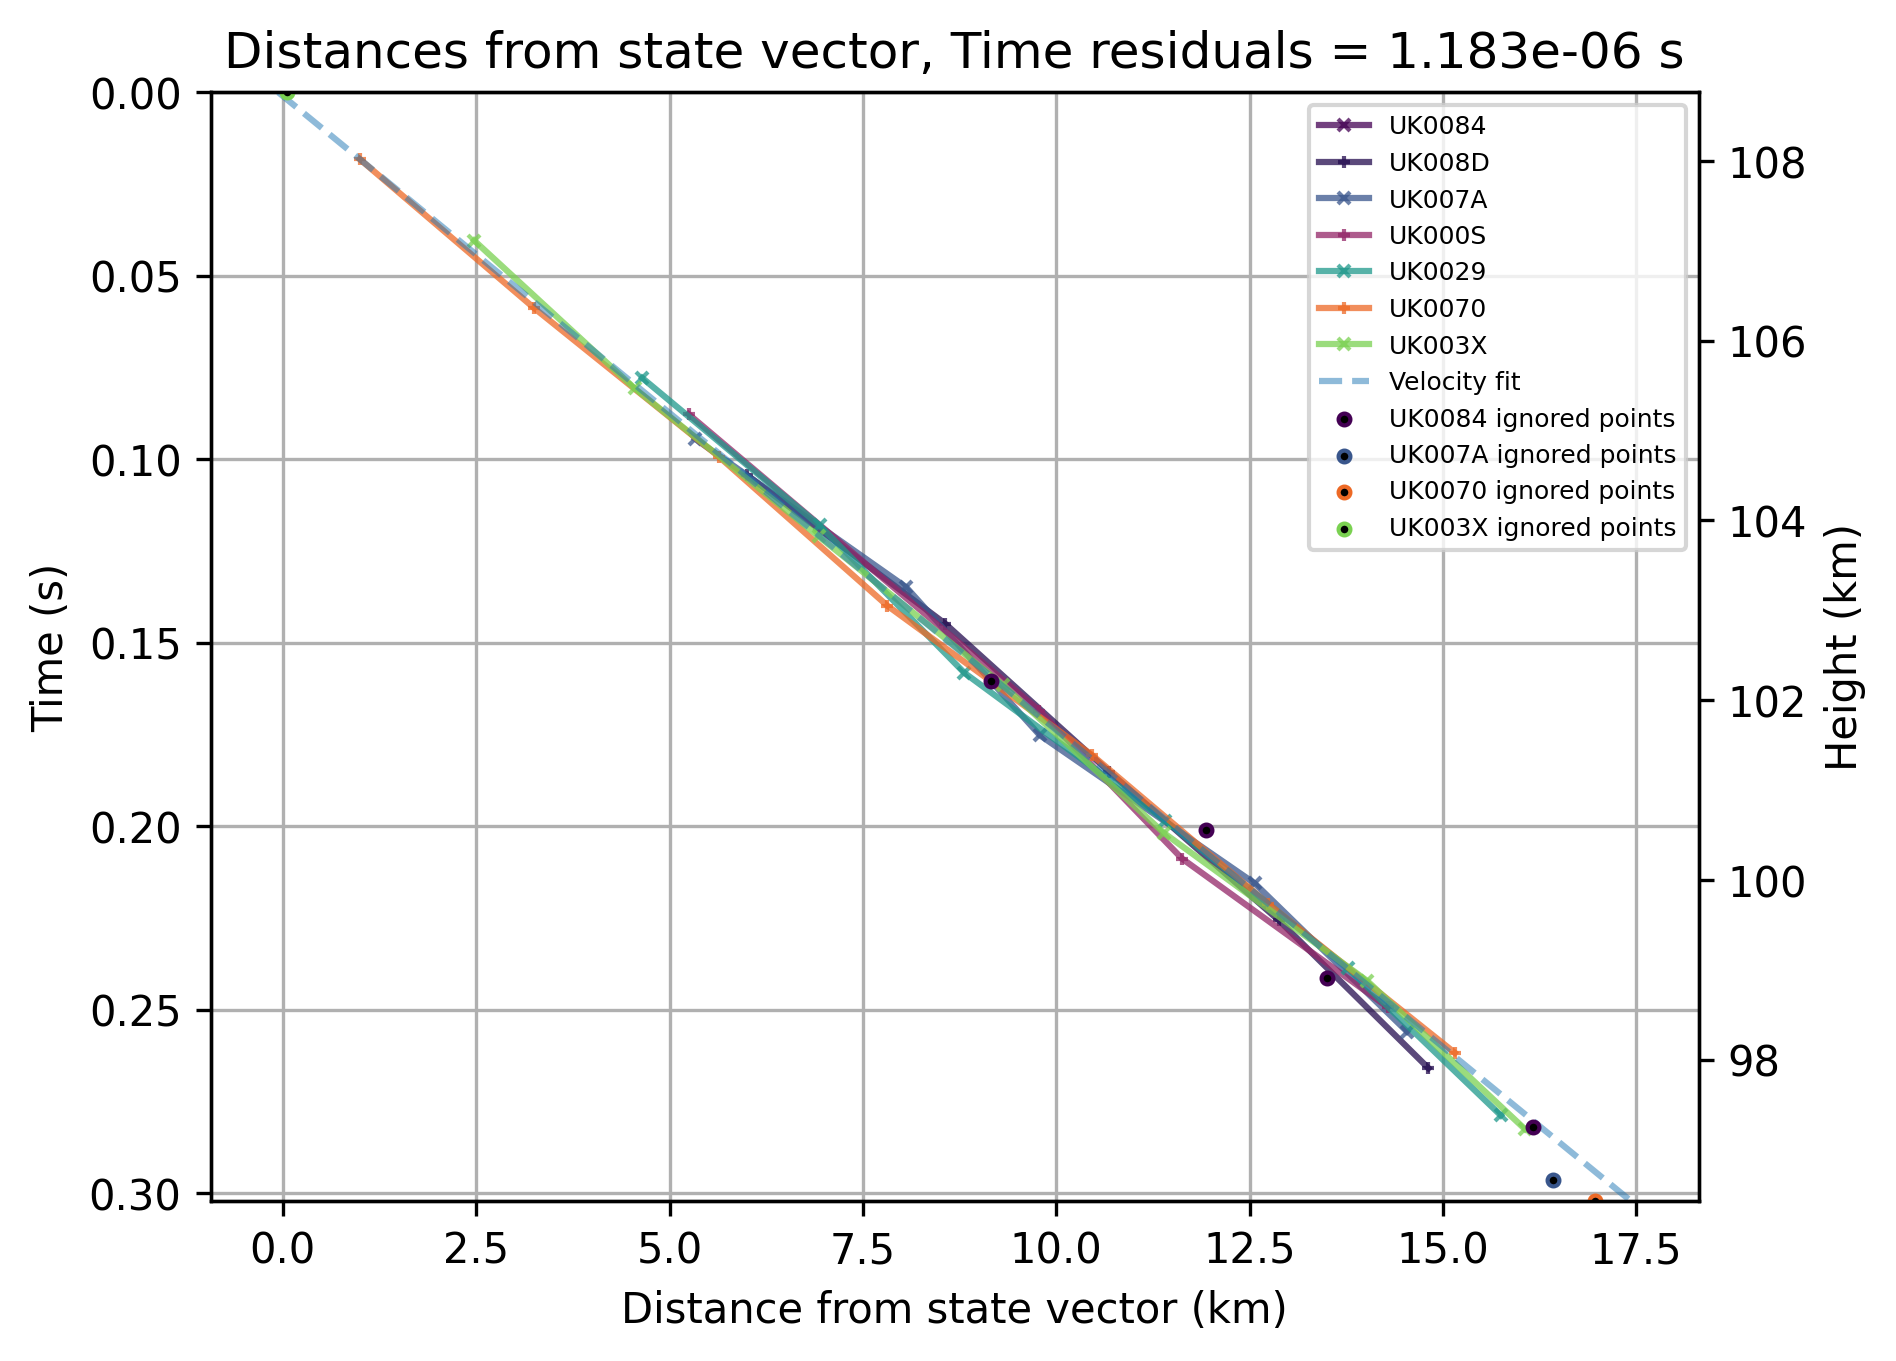 Distances from state vector, Time residuals = 1.183e-06 s
0.00
0.05
0.10
0.15
0.20
0.25
0.30
Time (s)
UK0084
UK008D
UK007A
UK000S
UK0029
UK0070
UK003X
Velocity fit
UK0084 ignored points
UK007A ignored points
UK0070 ignored points
UK003X ignored points
108
106
104
102
100
98
Height (km)
0.0 2.5 5.0 7.5 10.0 12.5 15.0 17.5
Distance from state vector (km)